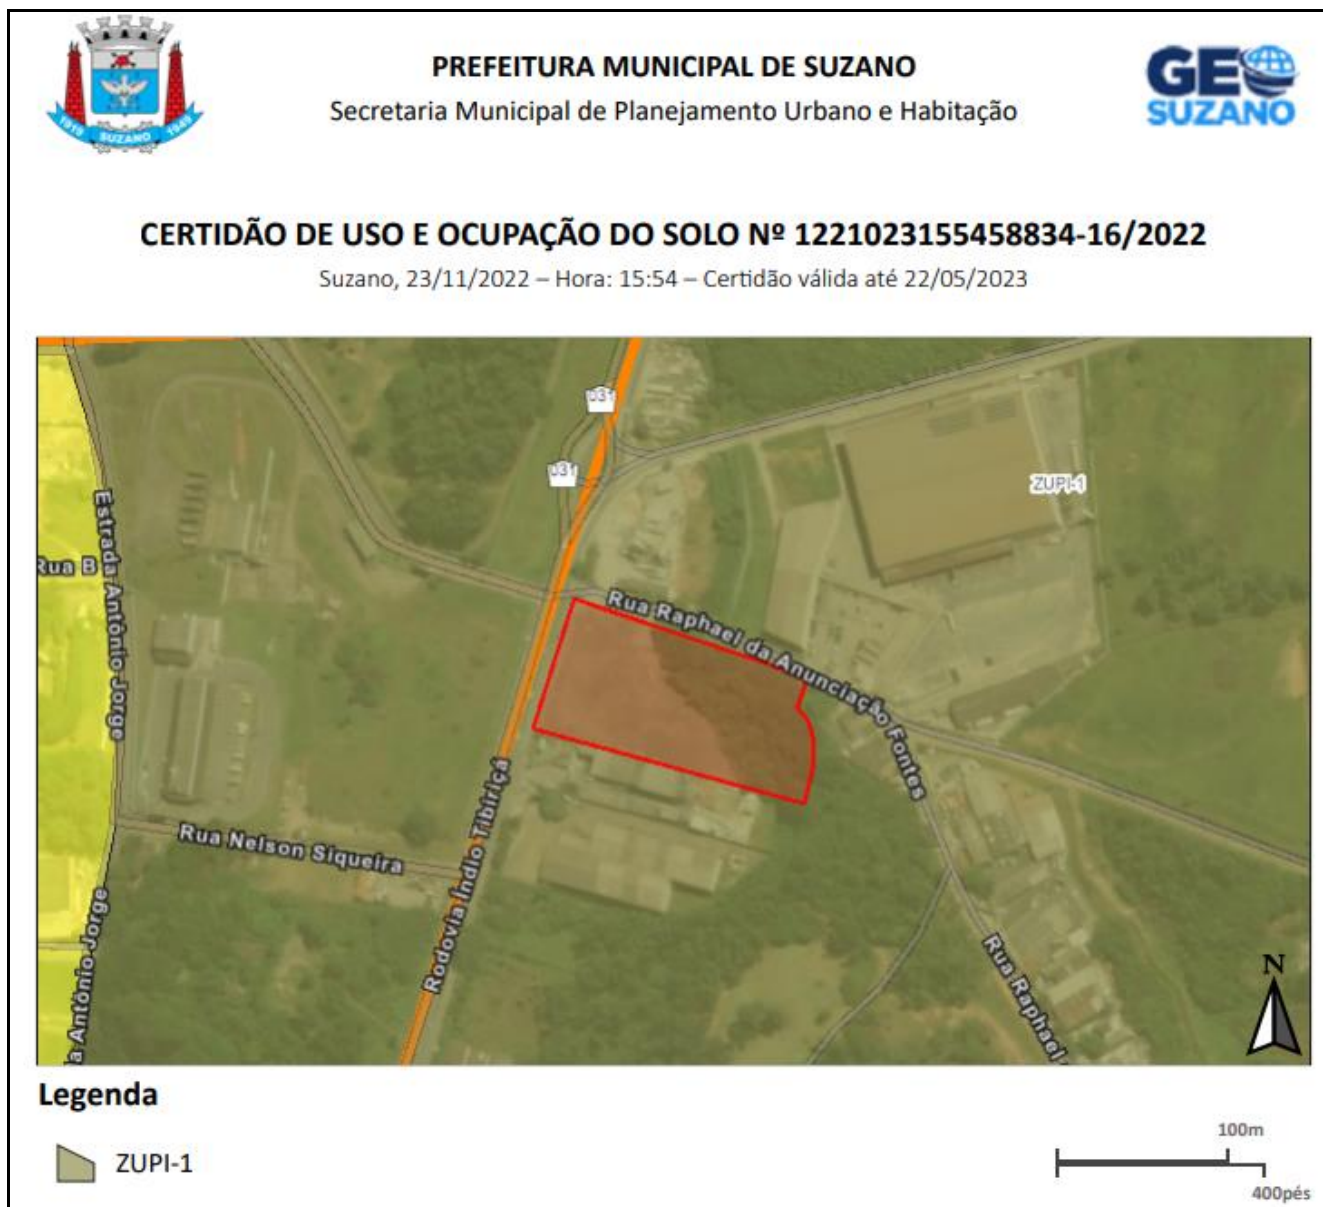 PREFEITURA MUNICIPAL DE SUZANO
Secretaria Municipal de Planejamento Urbano e Habitação
1919 SUZANO 1949
GEO
SUZANO
CERTIDÃO DE USO E OCUPAÇÃO DO SOLO Nº 1221023155458834-16/2022
Suzano, 23/11/2022 – Hora: 15:54 – Certidão válida até 22/05/2023
031
031
ZUPI-1
Estrada Antônio Jorge
Rua B
Rua Raphael da Anunciação Fontes
Rodovia Índio Tibiriçá
Rua Nelson Siqueira
a Antônio Jorge
Rua Raphael
N
Legenda
ZUPI-1
100m
400pés